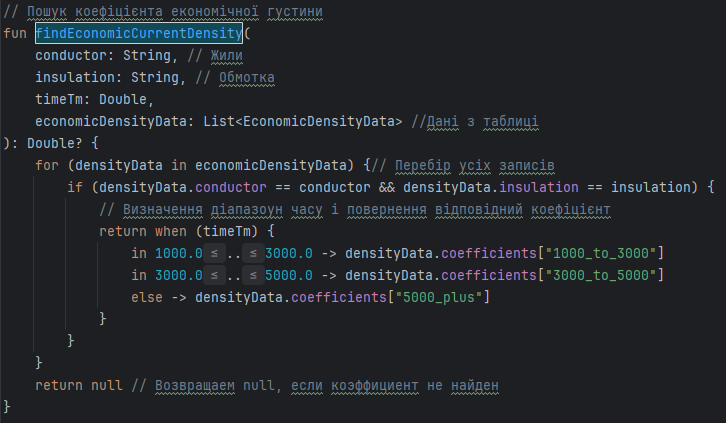 // Пошук коефіцієнта економічної густини
fun findEconomicCurrentDensity(
    conductor: String, // Жили
    insulation: String, // Обмотка
    timeTm: Double,
    economicDensityData: List<EconomicDensityData> //Дані з таблиці
): Double? {
    for (densityData in economicDensityData) {// Перебір усіх записів
        if (densityData.conductor == conductor && densityData.insulation == insulation) {
            // Визначення діапазоун часу і повернення відповідний коефіцієнт
            return when (timeTm) {
                in 1000.0 ≤ .. ≤ 3000.0 -> densityData.coefficients["1000_to_3000"]
                in 3000.0 ≤ .. ≤ 5000.0 -> densityData.coefficients["3000_to_5000"]
                else -> densityData.coefficients["5000_plus"]
            }
        }
    }
    return null // Возвращаем null, если коэффициент не найден
}